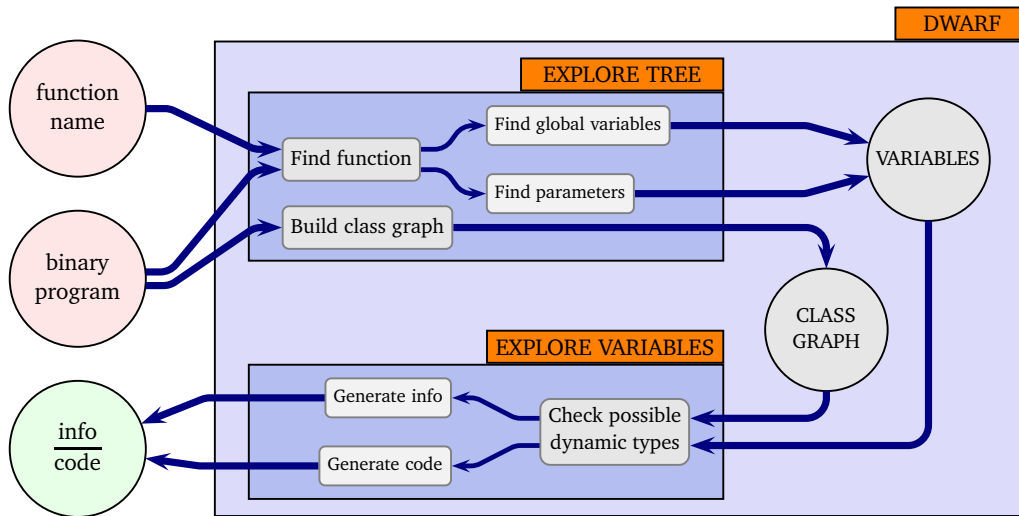 DWARF
EXPLORE TREE
function
name
Find global variables
Find function
VARIABLES
Find parameters
Build class graph
binary
program
CLASS
GRAPH
EXPLORE VARIABLES
Generate info
Check possible
dynamic types
info
code
Generate code